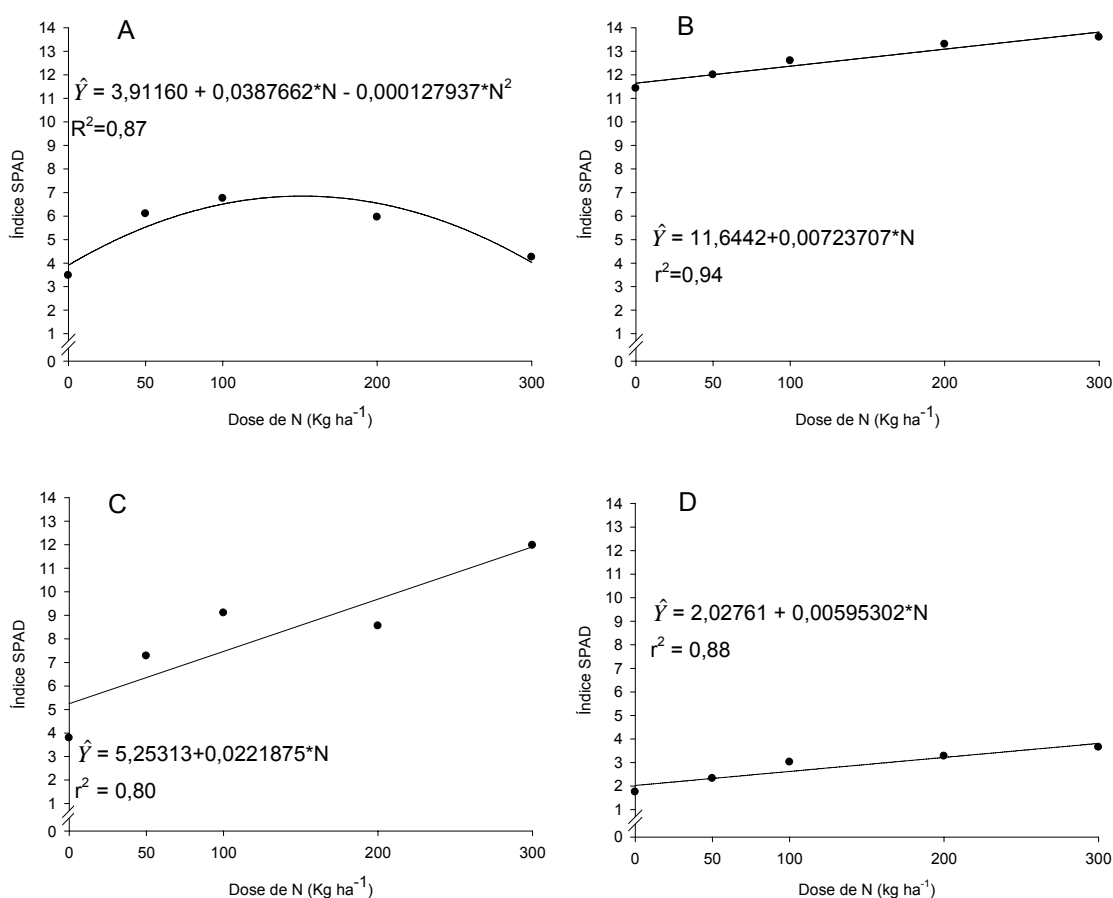 A
Ŷ = 3,91160 + 0,0387662*N - 0,000127937*N²
R²=0,87
Índice SPAD
14
13
12
11
10
9
8
7
6
5
4
3
2
1
0
0 50 100 200 300
Dose de N (Kg ha⁻¹)
B
Ŷ = 11,6442+0,00723707*N
r²=0,94
Índice SPAD
14
13
12
11
10
9
8
7
6
5
4
3
2
1
0
0 50 100 200 300
Dose de N (Kg ha⁻¹)
C
Ŷ = 5,25313+0,0221875*N
r² = 0,80
Índice SPAD
14
13
12
11
10
9
8
7
6
5
4
3
2
1
0
0 50 100 200 300
Dose de N (Kg ha⁻¹)
D
Ŷ = 2,02761 + 0,00595302*N
r² = 0,88
Índice SPAD
14
13
12
11
10
9
8
7
6
5
4
3
2
1
0
0 50 100 200 300
Dose de N (kg ha⁻¹)